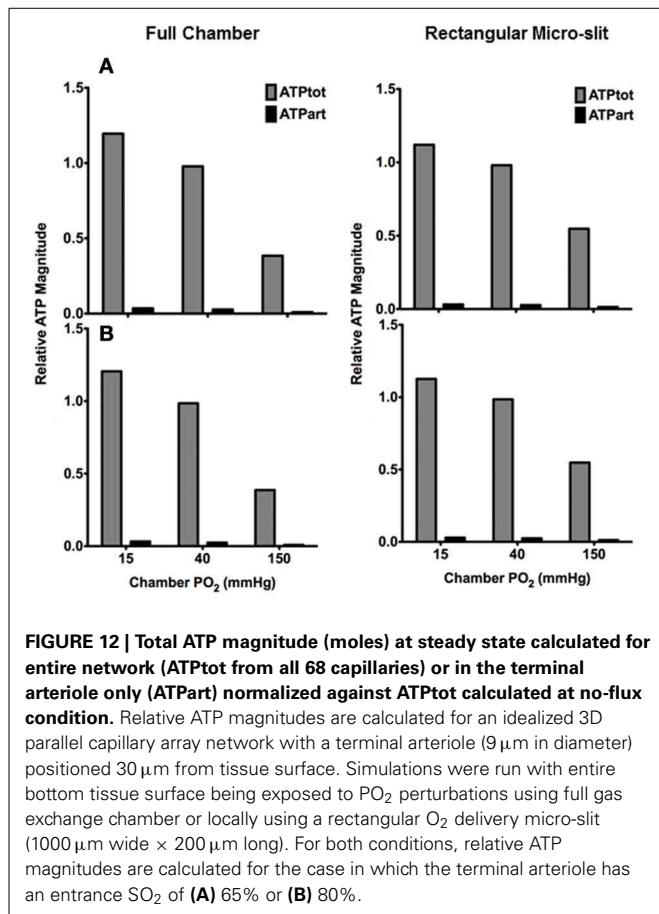 Full Chamber
Rectangular Micro-slit
A
ATPtot
ATPart
ATPtot
ATPart
1.5
1.0
0.5
0.0
1.5
1.0
0.5
0.0
Relative ATP Magnitude
Relative ATP Magnitude
B
1.5
1.0
0.5
0.0
1.5
1.0
0.5
0.0
15 40 150
15 40 150
Chamber PO₂ (mmHg)
Chamber PO₂ (mmHg)
FIGURE 12 | Total ATP magnitude (moles) at steady state calculated for
entire network (ATPtot from all 68 capillaries) or in the terminal
arteriole only (ATPart) normalized against ATPtot calculated at no-flux
condition. Relative ATP magnitudes are calculated for an idealized 3D
parallel capillary array network with a terminal arteriole (9 μm in diameter)
positioned 30 μm from tissue surface. Simulations were run with entire
bottom tissue surface being exposed to PO₂ perturbations using full gas
exchange chamber or locally using a rectangular O₂ delivery micro-slit
(1000 μm wide × 200 μm long). For both conditions, relative ATP
magnitudes are calculated for the case in which the terminal arteriole has
an entrance SO₂ of (A) 65% or (B) 80%.